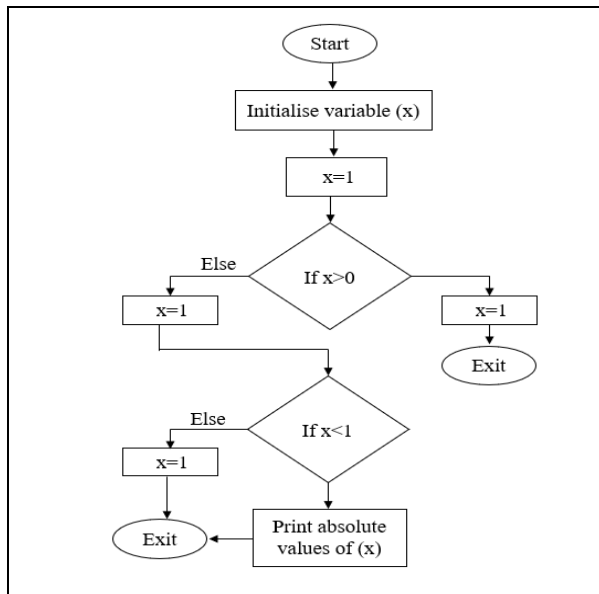 Start
Initialise variable (x)
x=1
If x>0
Else
x=1
x=1
Exit
If x<1
Else
x=1
Print absolute
values of (x)
Exit